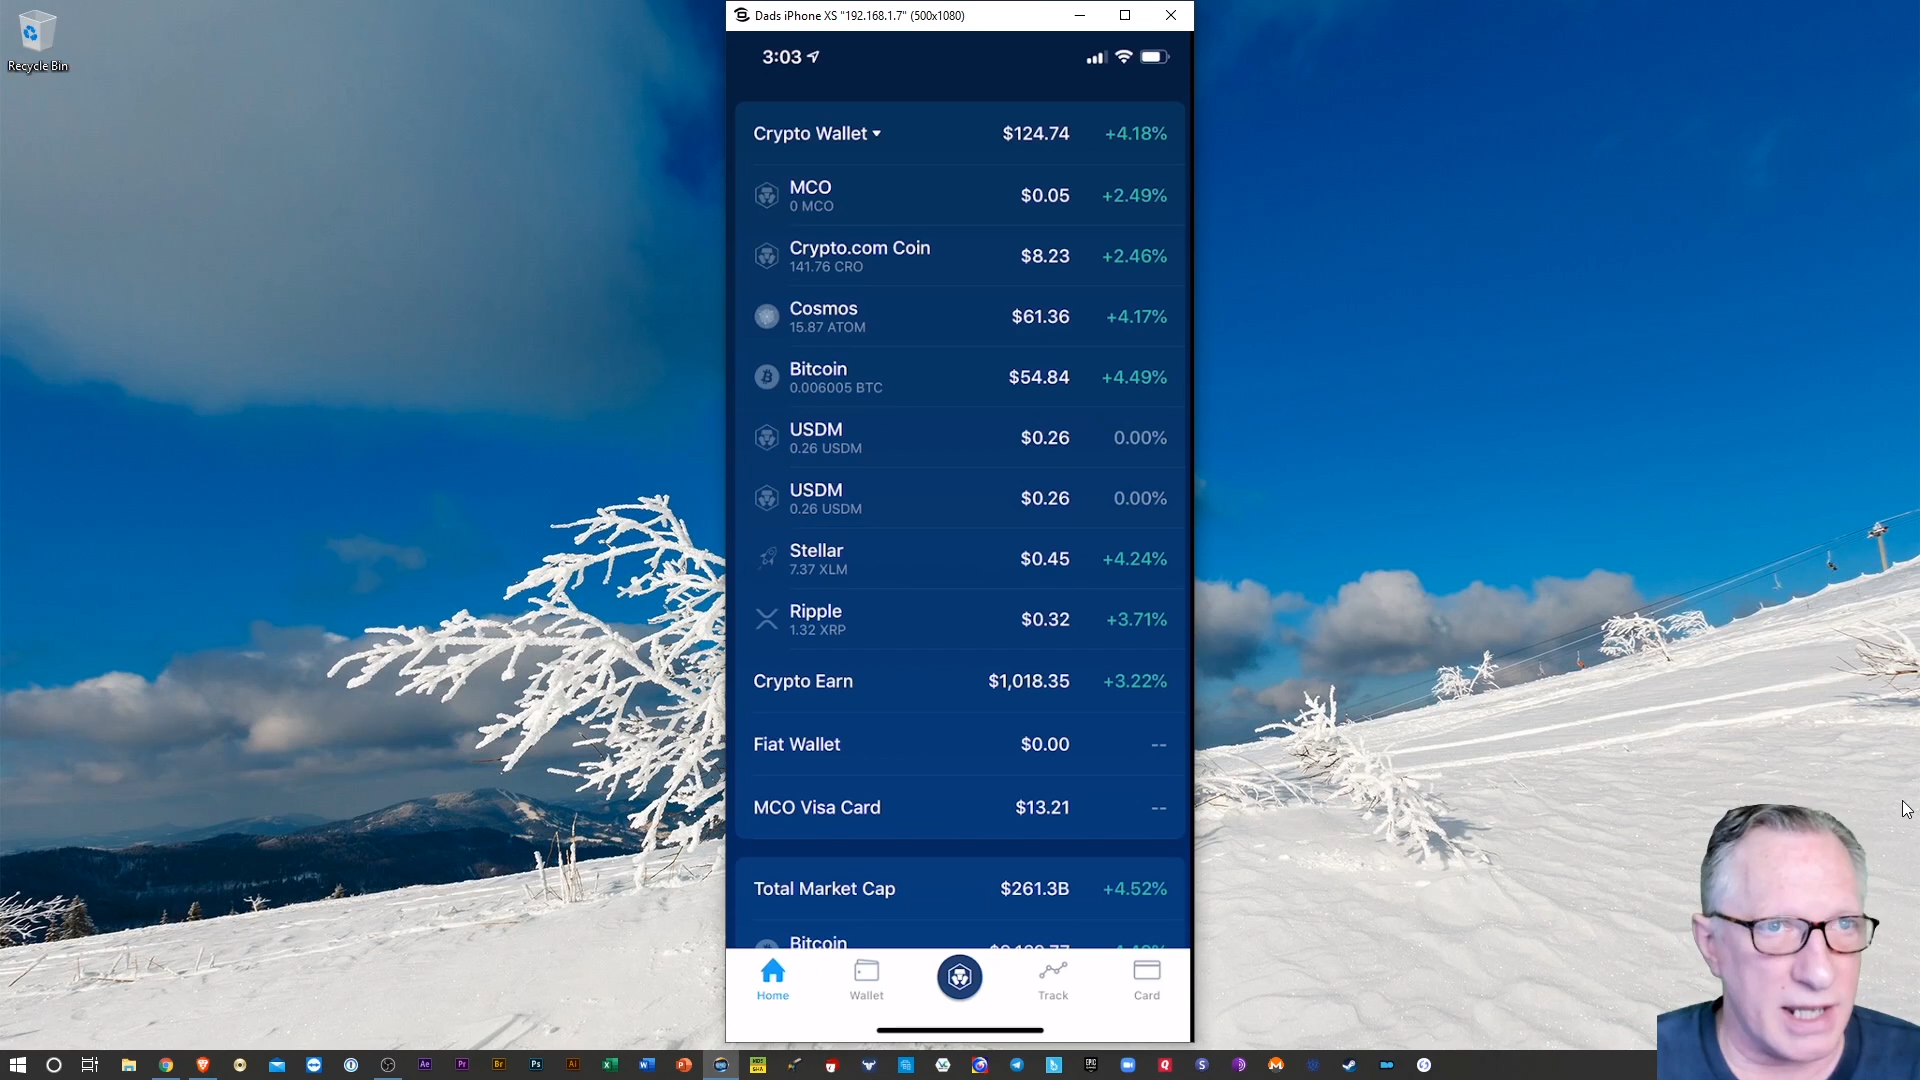 Recycle Bin
Dads iPhone XS "192.168.1.7" (500x1080)
3:03
Crypto Wallet $124.74 +4.18%
MCO $0.05 +2.49%
0 MCO
Crypto.com Coin $8.23 +2.46%
141.76 CRO
Cosmos $61.36 +4.17%
15.87 ATOM
Bitcoin $54.84 +4.49%
0.006005 BTC
USDM $0.26 0.00%
0.26 USDM
USDM $0.26 0.00%
0.26 USDM
Stellar $0.45 +4.24%
7.37 XLM
Ripple $0.32 +3.71%
1.32 XRP
Crypto Earn $1,018.35 +3.22%
Fiat Wallet $0.00 --
MCO Visa Card $13.21 --
Total Market Cap $261.3B +4.52%
Bitcoin
Home Wallet Track Card
Ae Pr Br Ps Ai